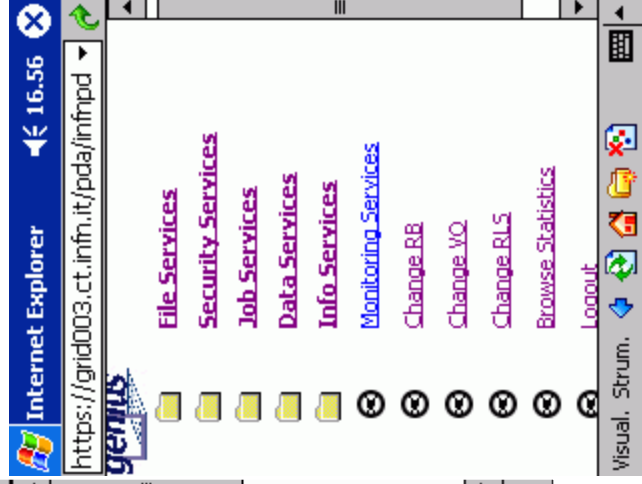 Internet Explorer 16.56
https://grid003.ct.infn.it/pda/infnpd
genius
File Services
Security Services
Job Services
Data Services
Info Services
Monitoring Services
Change RB
Change VO
Change RLS
Browse Statistics
Logout
Visual. Strum.